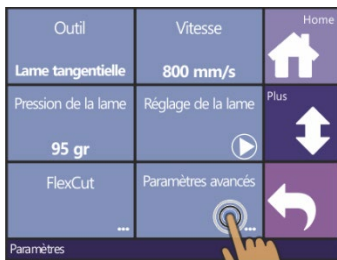 Outil
Vitesse
Home
Lame tangentielle
800 mm/s
Pression de la lame
Réglage de la lame
Plus
95 gr
FlexCut
Paramètres avancés
...
...
Paramètres